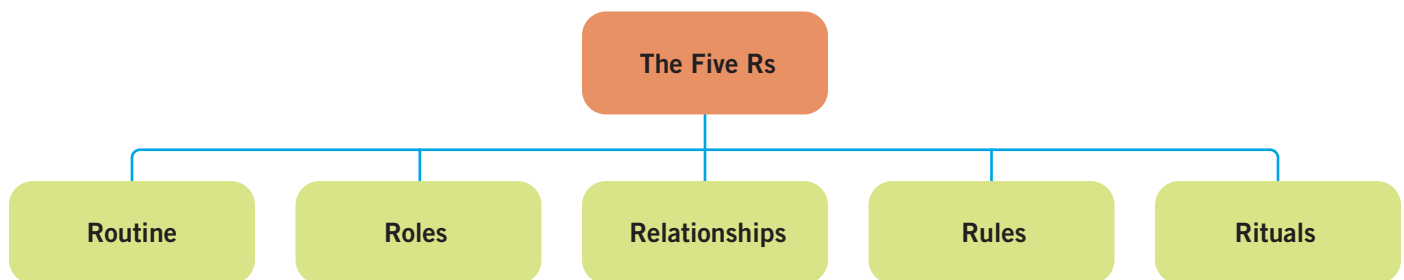 The Five Rs
Routine
Roles
Relationships
Rules
Rituals